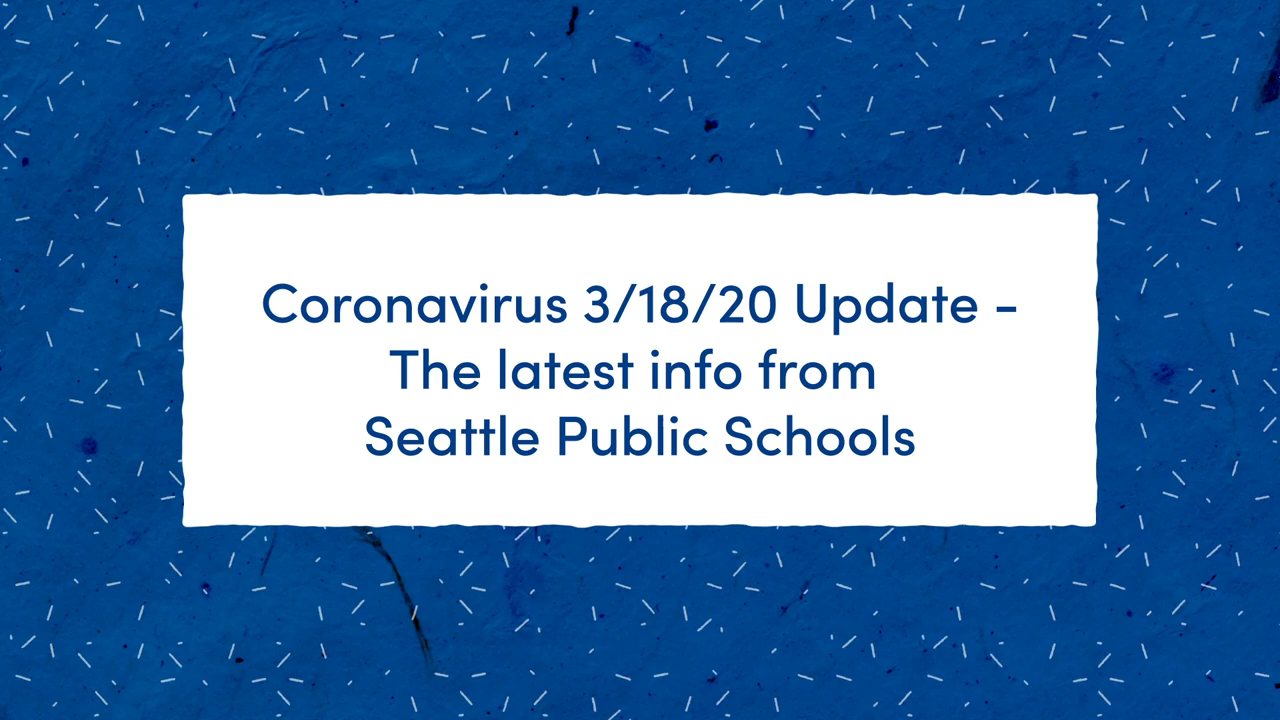 Coronavirus 3/18/20 Update -
The latest info from
Seattle Public Schools